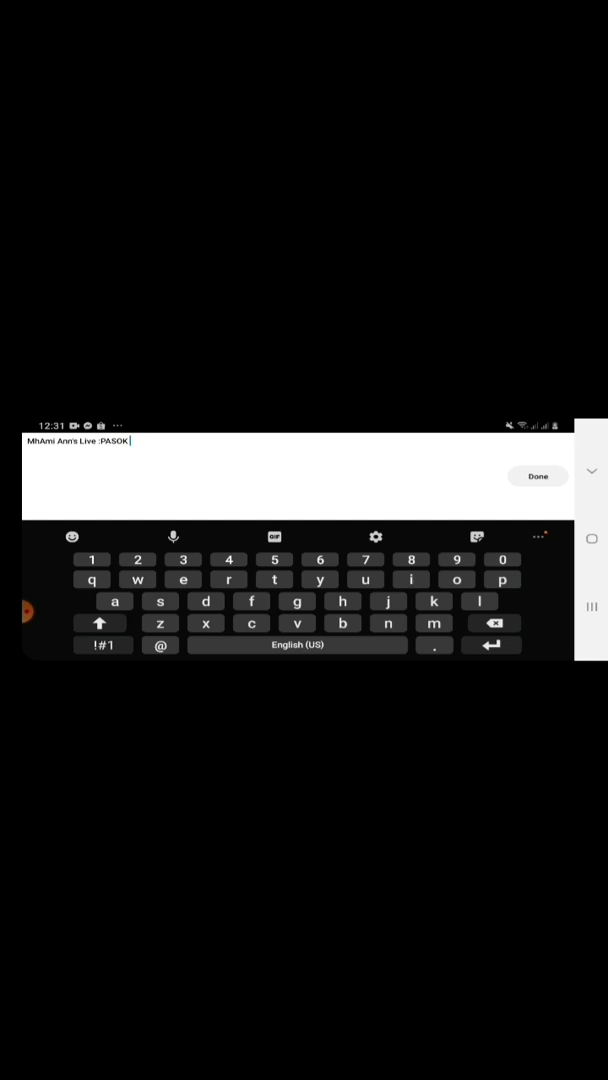 12:31
MhAmi Ann's Live :PASOK
Done
GIF
1 2 3 4 5 6 7 8 9 0
q w e r t y u i o p
a s d f g h j k l
z x c v b n m
!#1 @ English (US) .